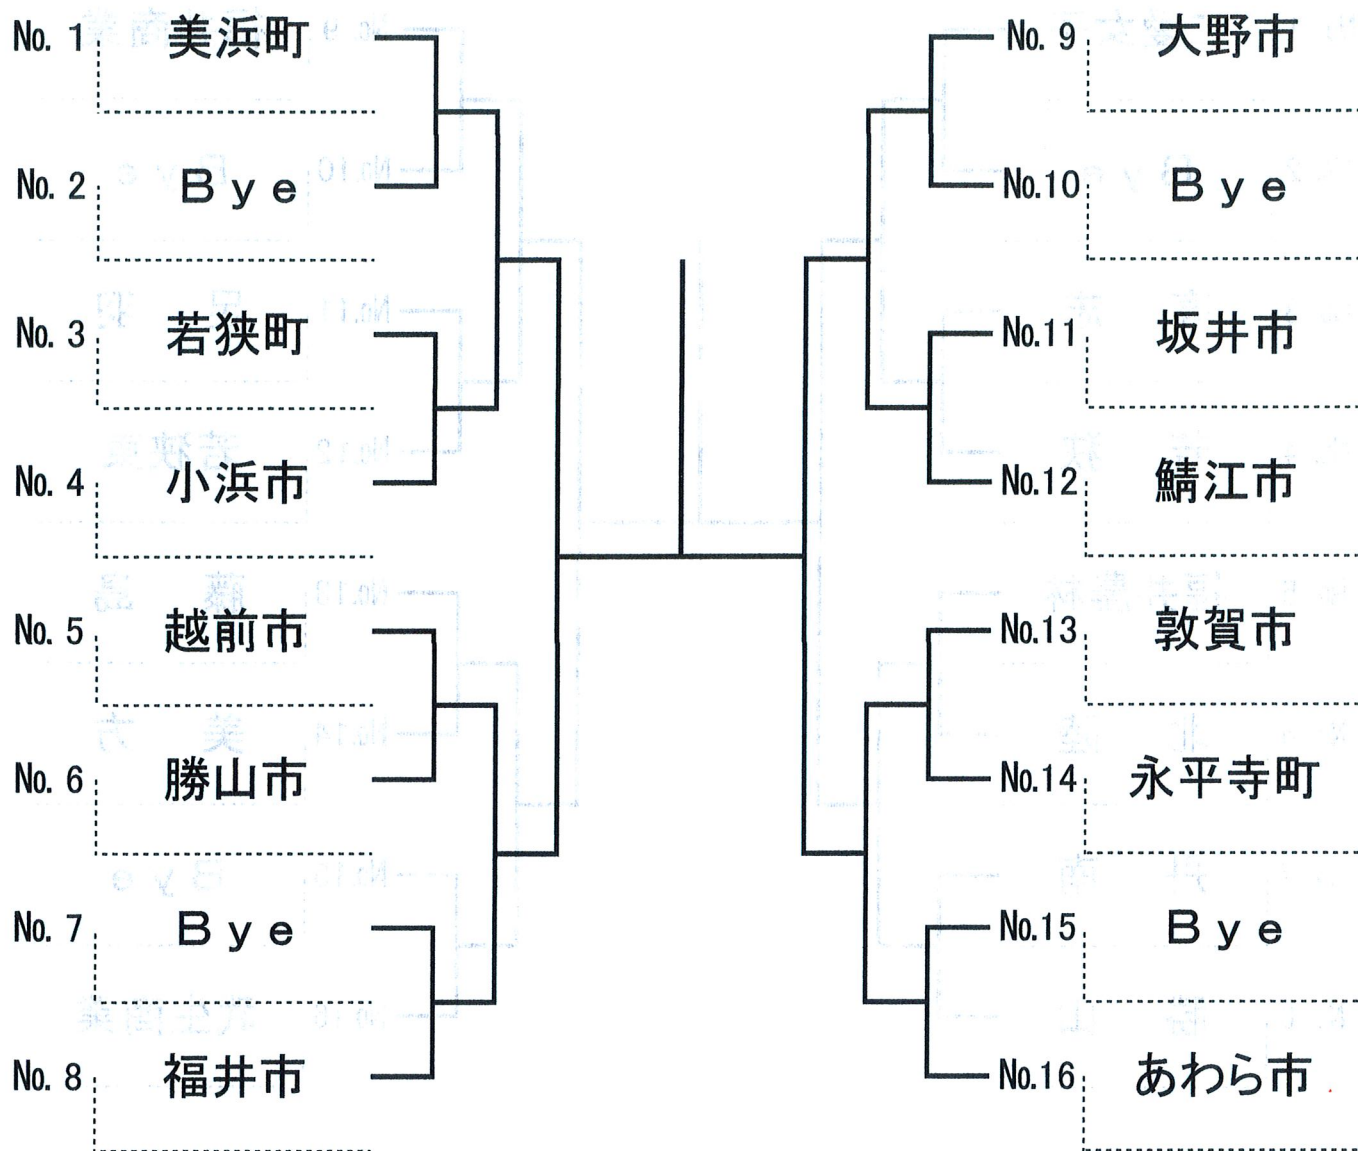 No. 1 美浜町
No. 2 Bye
No. 3 若狭町
No. 4 小浜市
No. 5 越前市
No. 6 勝山市
No. 7 Bye
No. 8 福井市
No. 9 大野市
No.10 Bye
No.11 坂井市
No.12 鯖江市
No.13 敦賀市
No.14 永平寺町
No.15 Bye
No.16 あわら市